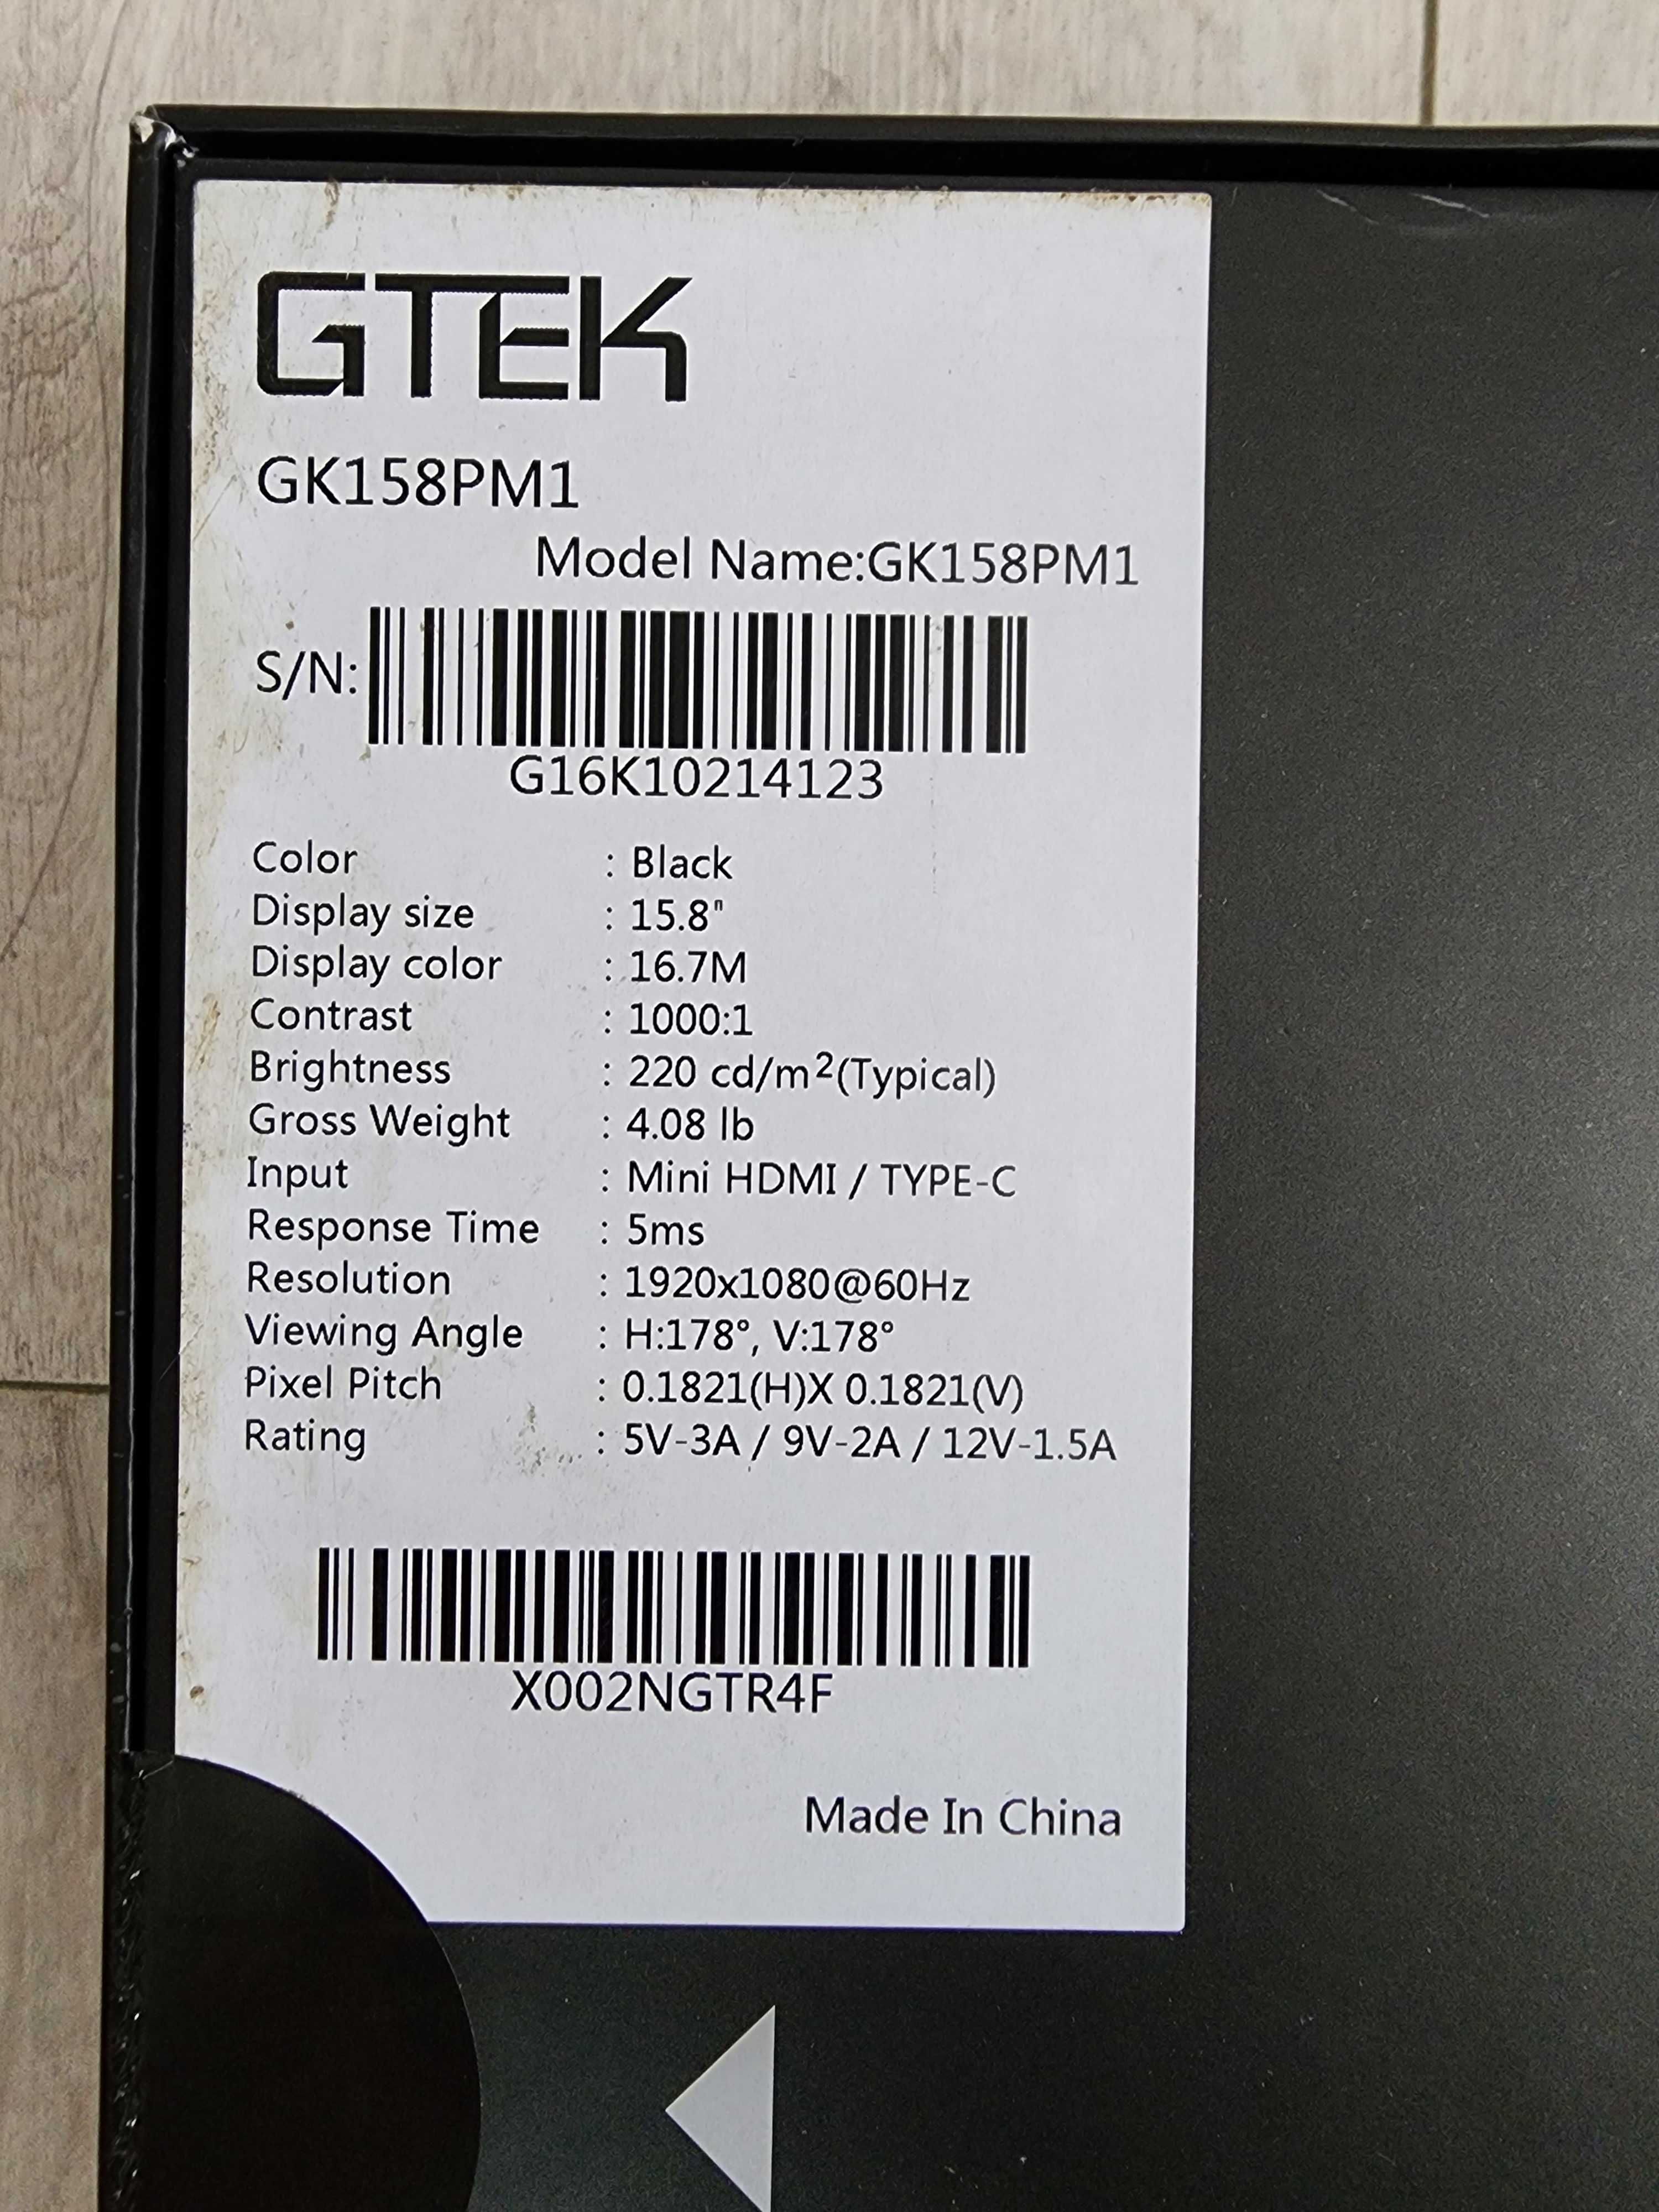 GTEK
GK158PM1
Model Name:GK158PM1
S/N:
G16K10214123
Color : Black
Display size : 15.8"
Display color : 16.7M
Contrast : 1000:1
Brightness : 220 cd/m²(Typical)
Gross Weight : 4.08 lb
Input : Mini HDMI / TYPE-C
Response Time : 5ms
Resolution : 1920x1080@60Hz
Viewing Angle : H:178°, V:178°
Pixel Pitch : 0.1821(H)X 0.1821(V)
Rating : 5V-3A / 9V-2A / 12V-1.5A
X002NGTR4F
Made In China